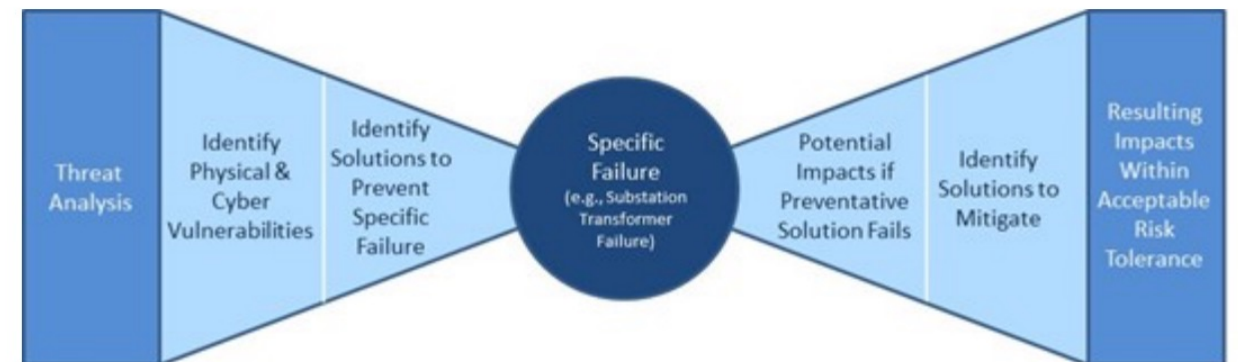 Threat
Analysis
Identify
Physical &
Cyber
Vulnerabilities
Identify
Solutions to
Prevent
Specific
Failure
Specific
Failure
(e.g., Substation
Transformer
Failure)
Potential
Impacts if
Preventative
Solution Fails
Identify
Solutions to
Mitigate
Resulting
Impacts
Within
Acceptable
Risk
Tolerance